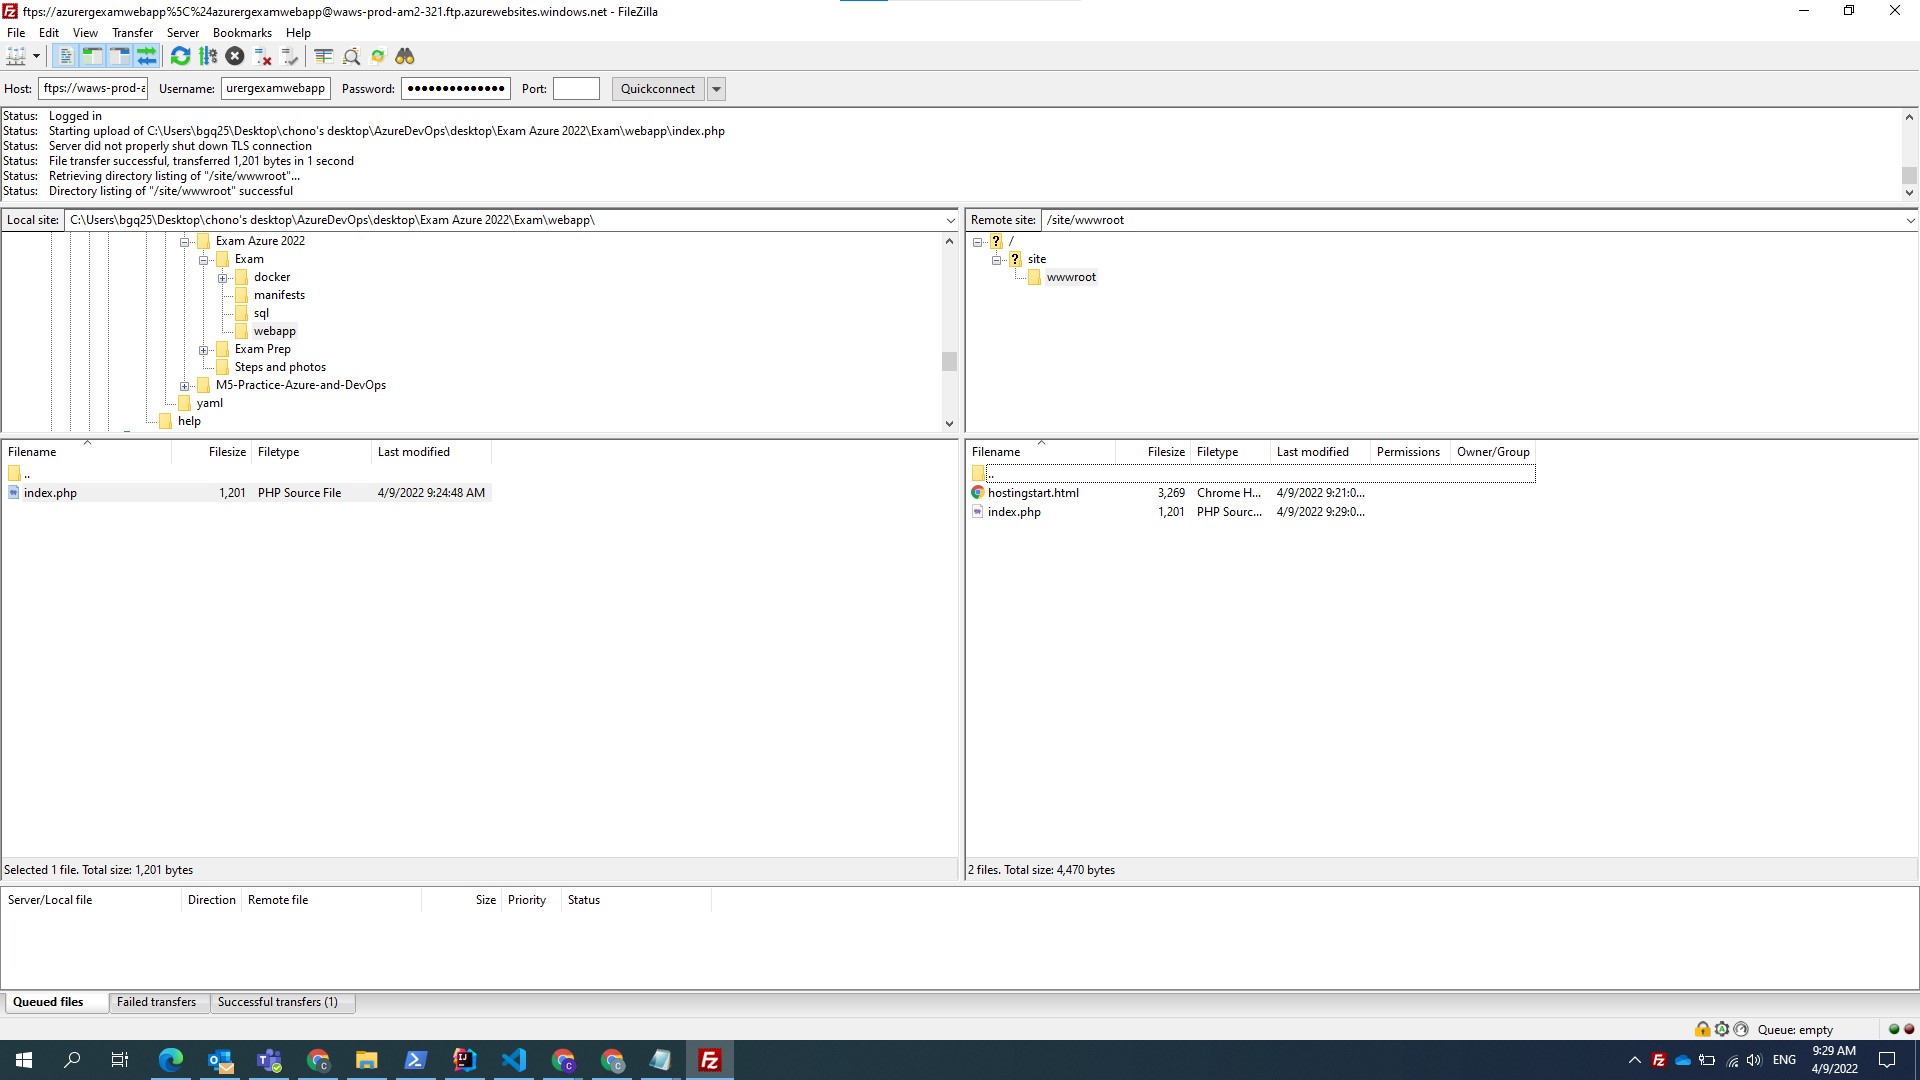 ftps://azurergexamwebapp%5C%24azurergexamwebapp@waws-prod-am2-321.ftp.azurewebsites.windows.net - FileZilla
File Edit View Transfer Server Bookmarks Help
Host: ftps://waws-prod-a Username: urergexamwebapp Password: ●●●●●●●●●●●●●● Port: Quickconnect
Status: Logged in
Status: Starting upload of C:\Users\bgq25\Desktop\chono's desktop\AzureDevOps\desktop\Exam Azure 2022\Exam\webapp\index.php
Status: Server did not properly shut down TLS connection
Status: File transfer successful, transferred 1,201 bytes in 1 second
Status: Retrieving directory listing of "/site/wwwroot"...
Status: Directory listing of "/site/wwwroot" successful
Local site: C:\Users\bgq25\Desktop\chono's desktop\AzureDevOps\desktop\Exam Azure 2022\Exam\webapp\
Exam Azure 2022
Exam
docker
manifests
sql
webapp
Exam Prep
Steps and photos
M5-Practice-Azure-and-DevOps
yaml
help
Remote site: /site/wwwroot
/
site
wwwroot
Filename Filesize Filetype Last modified
..
index.php 1,201 PHP Source File 4/9/2022 9:24:48 AM
Selected 1 file. Total size: 1,201 bytes
Filename Filesize Filetype Last modified Permissions Owner/Group
..
hostingstart.html 3,269 Chrome H... 4/9/2022 9:21:0...
index.php 1,201 PHP Sourc... 4/9/2022 9:29:0...
2 files. Total size: 4,470 bytes
Server/Local file Direction Remote file Size Priority Status
Queued files Failed transfers Successful transfers (1)
Queue: empty
ENG
9:29 AM
4/9/2022